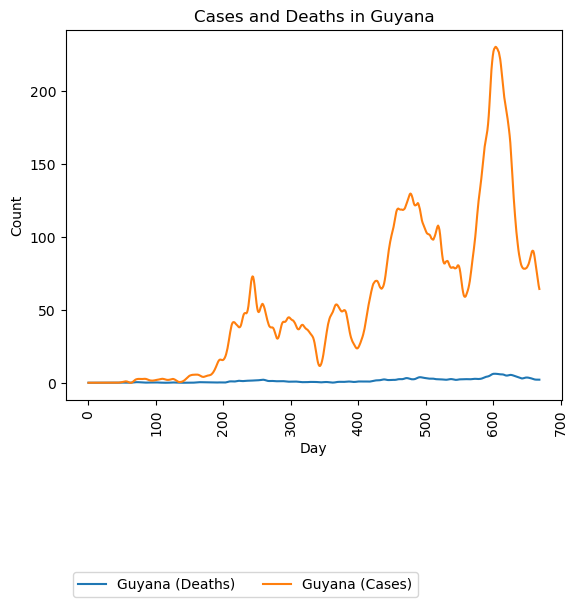 Cases and Deaths in Guyana
Count
200
150
100
50
0
0 100 200 300 400 500 600 700
Day
Guyana (Deaths) Guyana (Cases)